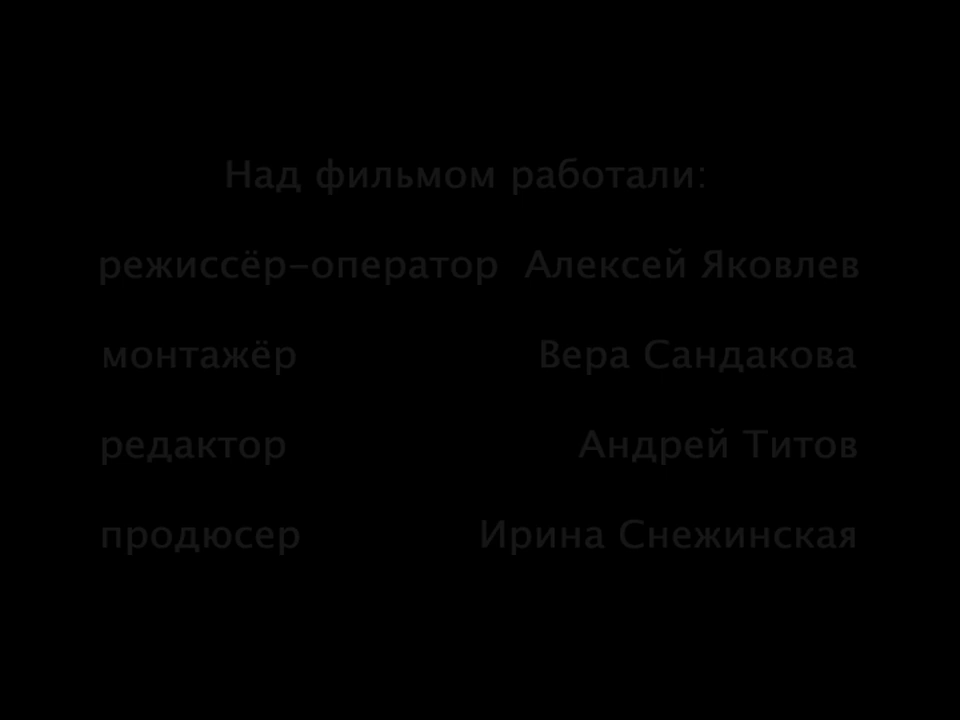 Над фильмом работали:
режиссёр-оператор Алексей Яковлев
монтажёр Вера Сандакова
редактор Андрей Титов
продюсер Ирина Снежинская